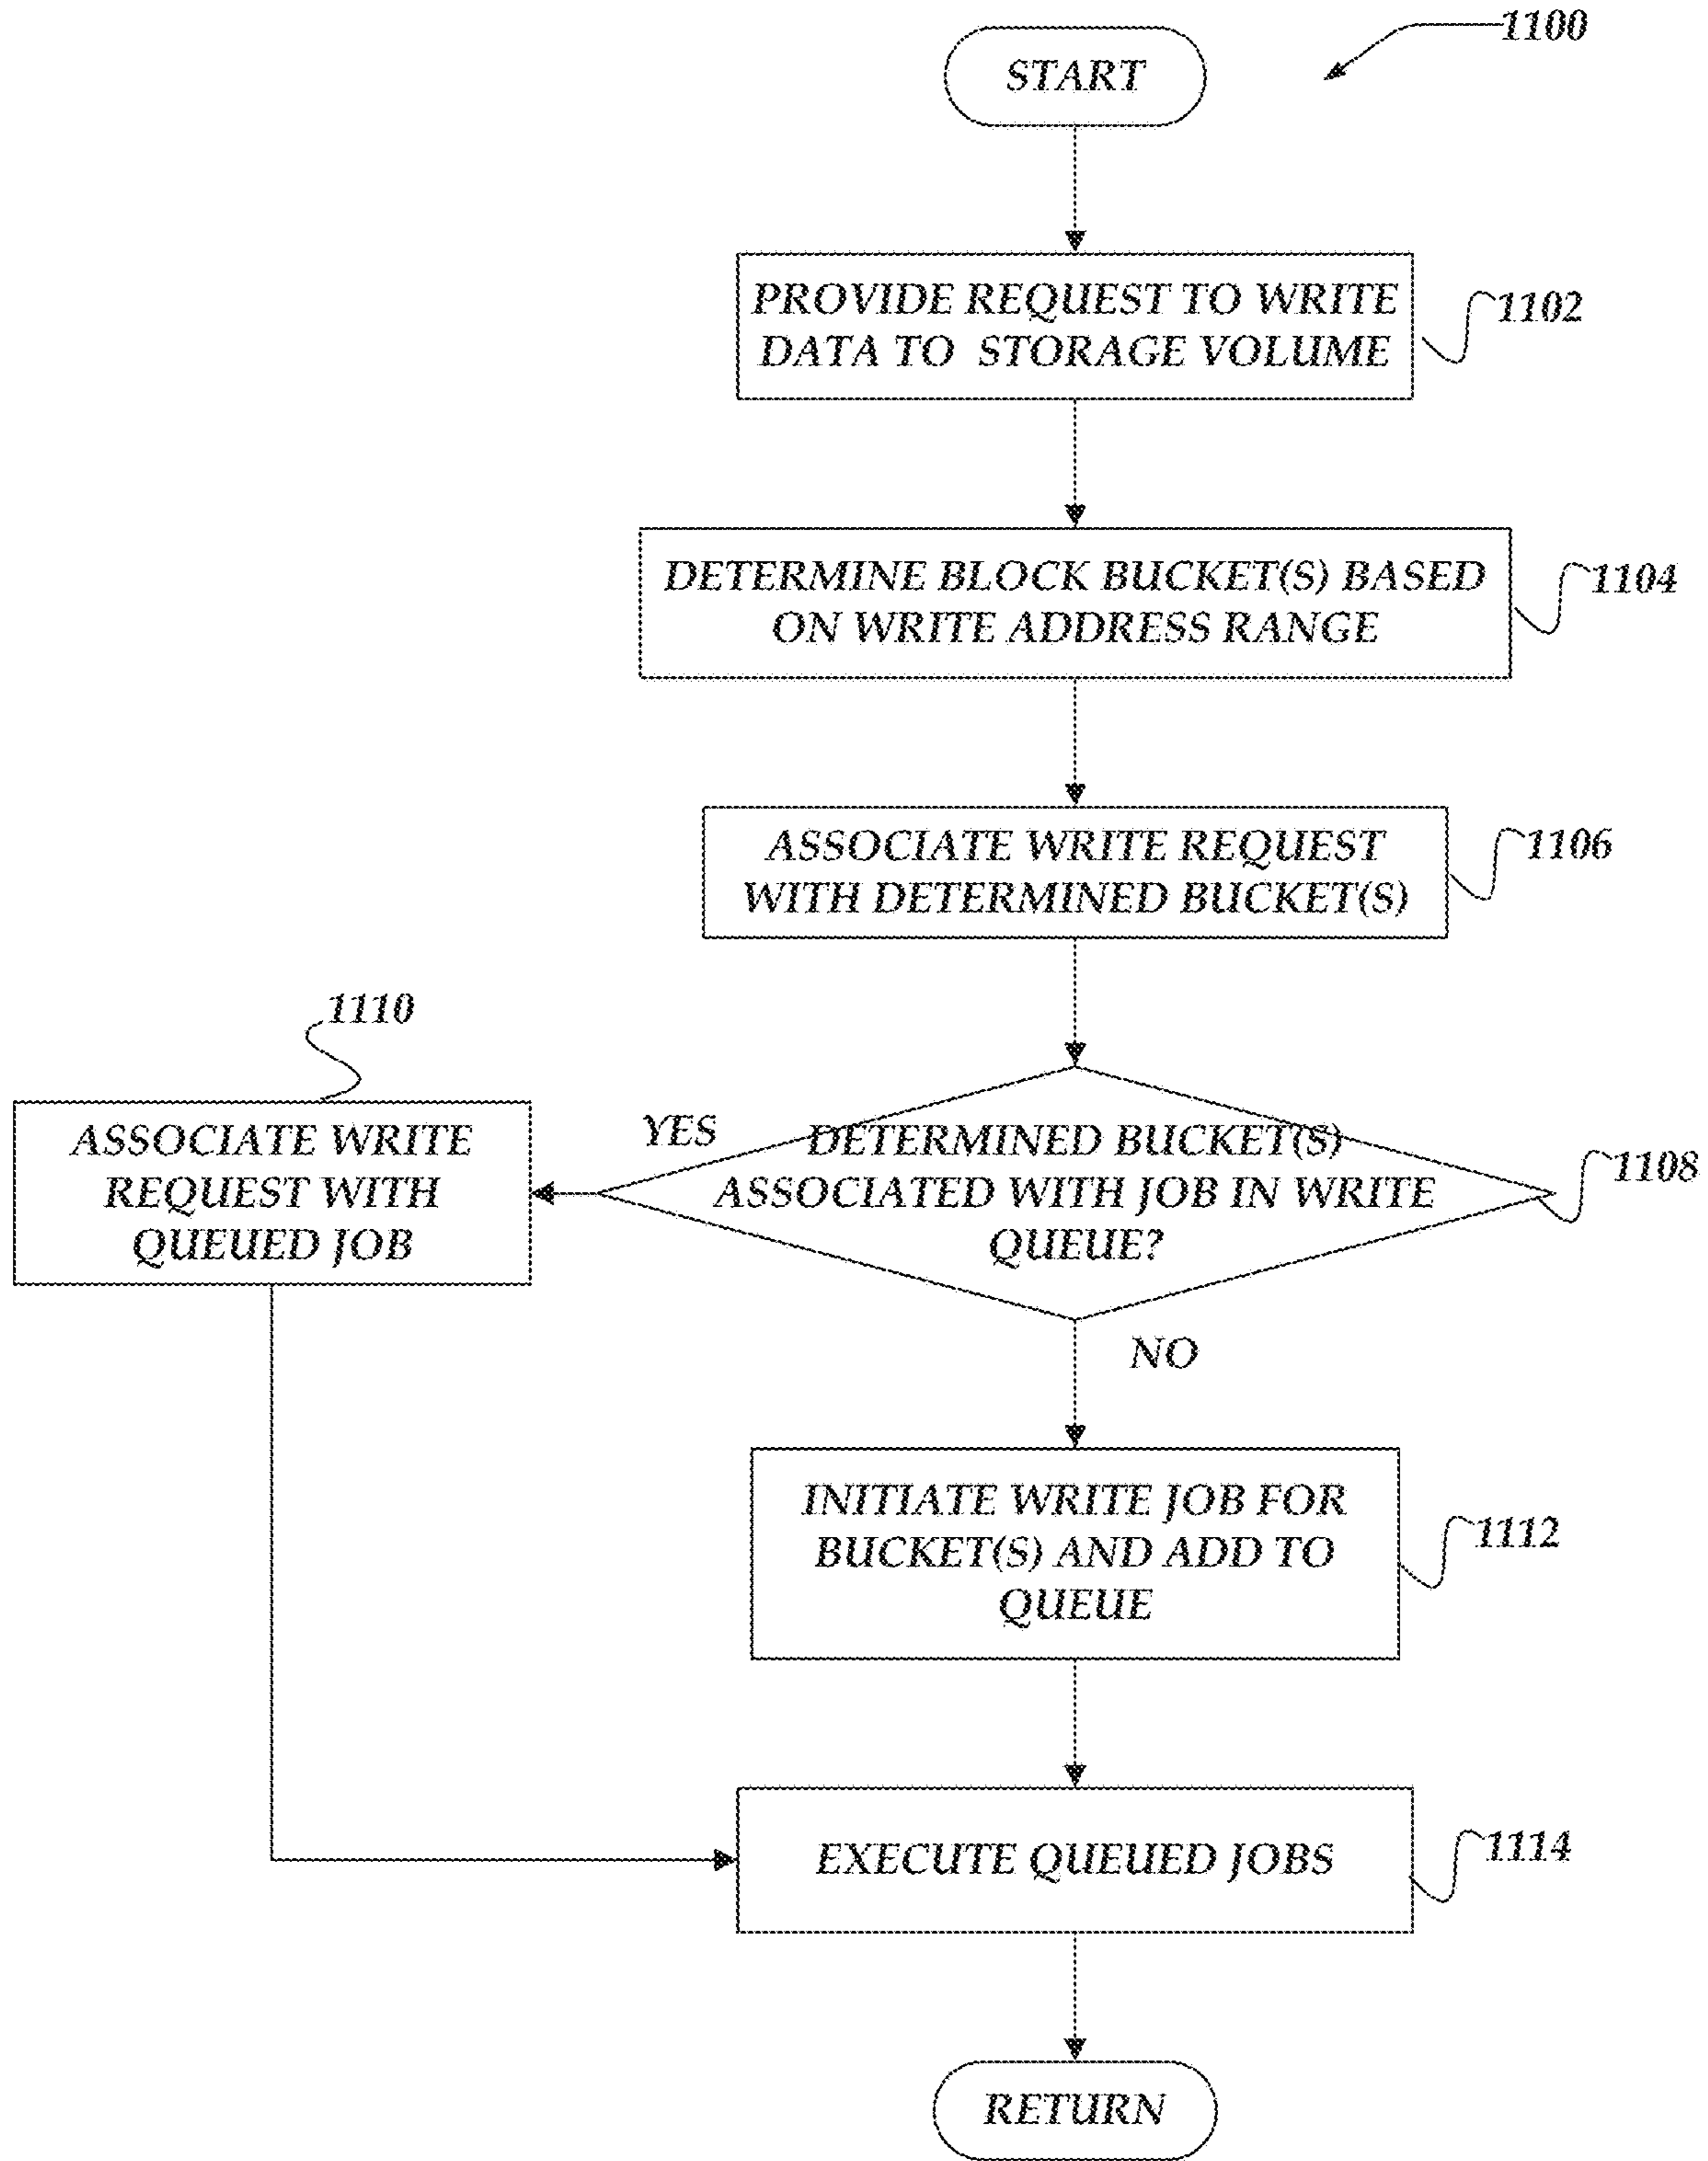 1100
START
PROVIDE REQUEST TO WRITE
DATA TO STORAGE VOLUME
1102
DETERMINE BLOCK BUCKET(S) BASED
ON WRITE ADDRESS RANGE
1104
ASSOCIATE WRITE REQUEST
WITH DETERMINED BUCKET(S)
1106
1110
ASSOCIATE WRITE
REQUEST WITH
QUEUED JOB
YES
DETERMINED BUCKET(S)
ASSOCIATED WITH JOB IN WRITE
QUEUE?
1108
NO
INITIATE WRITE JOB FOR
BUCKET(S) AND ADD TO
QUEUE
1112
EXECUTE QUEUED JOBS
1114
RETURN